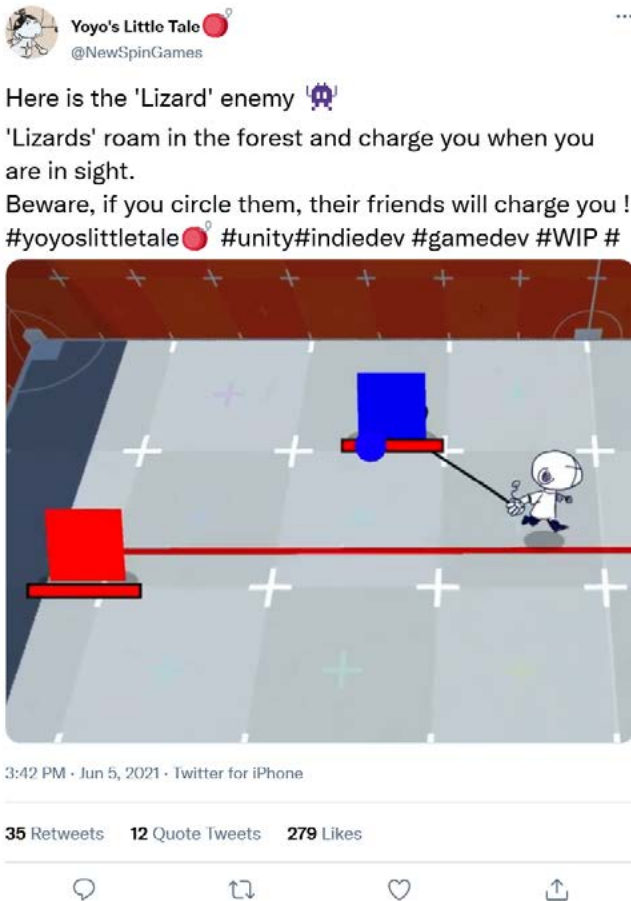 Yoyo's Little Tale
@NewSpinGames
Here is the 'Lizard' enemy
'Lizards' roam in the forest and charge you when you
are in sight.
Beware, if you circle them, their friends will charge you !
#yoyoslittletale #unity#indiedev #gamedev #WIP #
3:42 PM · Jun 5, 2021 · Twitter for iPhone
35 Retweets 12 Quote Tweets 279 Likes